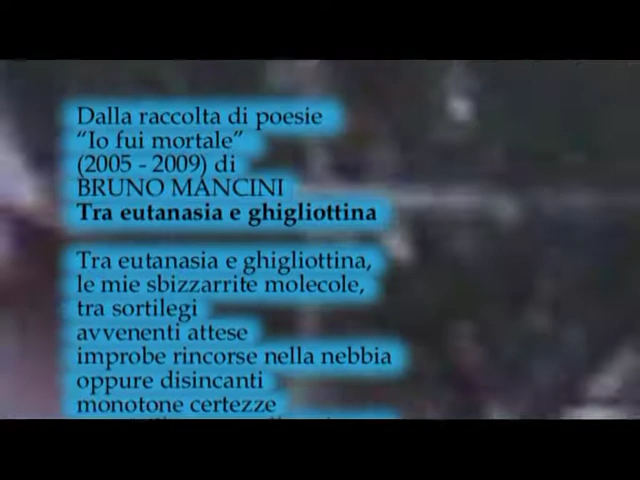 Dalla raccolta di poesie
“Io fui mortale”
(2005 - 2009) di
BRUNO MANCINI
Tra eutanasia e ghigliottina
Tra eutanasia e ghigliottina,
le mie sbizzarrite molecole,
tra sortilegi
avvenenti attese
improbe rincorse nella nebbia
oppure disincanti
monotone certezze